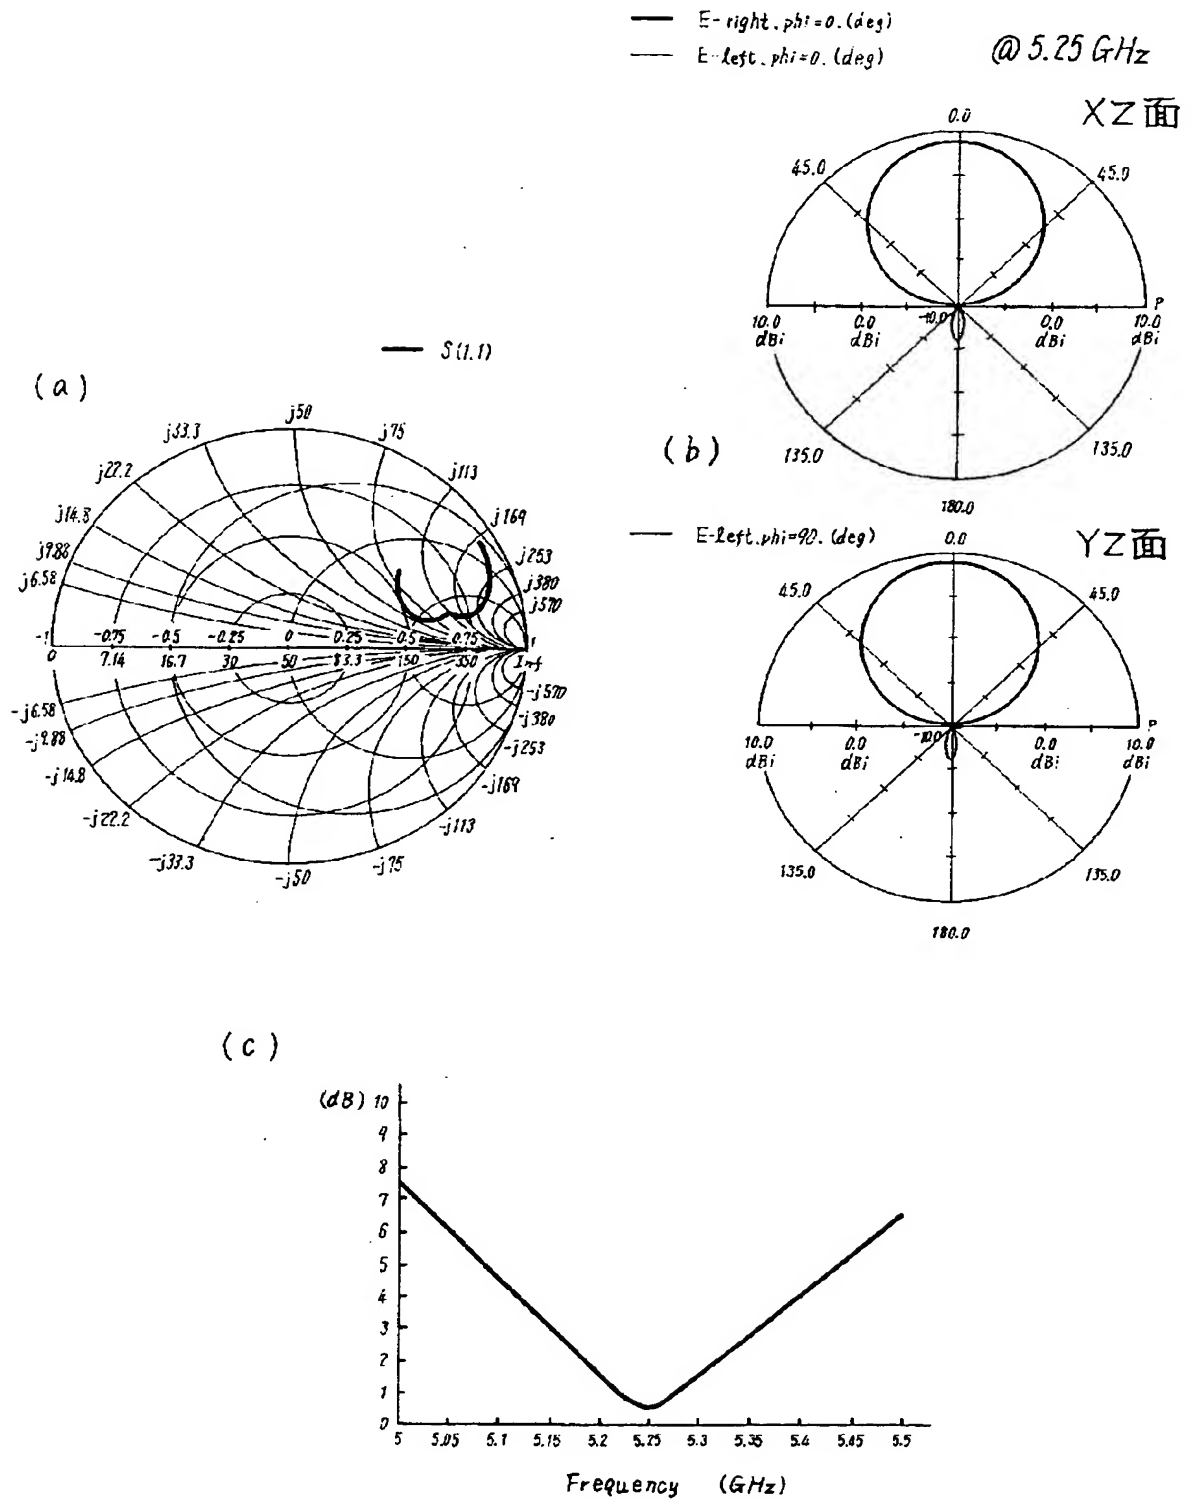 E-right.phi=0.(deg)
E-left.phi=0.(deg)
@5.25 GHz
XZ面
0.0
45.0
45.0
10.0
dBi
0.0
dBi
-10.0
0.0
dBi
10.0
dBi
P
135.0
135.0
180.0
(b)
S(1,1)
(a)
j50
j33.3
j75
j22.2
j113
j14.8
j169
j9.88
j253
j6.58
j380
j570
-1 -0.75 -0.5 -0.25 0 0.25 0.5 0.75 1
0 7.14 16.7 30 50 83.3 150 350 Inf
-j6.58
-j570
-j9.88
-j380
-j14.8
-j253
-j22.2
-j169
-j33.3
-j113
-j50
-j75
E-left.phi=90.(deg)
YZ面
0.0
45.0
45.0
10.0
dBi
0.0
dBi
-10.0
0.0
dBi
10.0
dBi
P
135.0
135.0
180.0
(c)
(dB) 10
9
8
7
6
5
4
3
2
1
0
5 5.05 5.1 5.15 5.2 5.25 5.3 5.35 5.4 5.45 5.5
Frequency (GHz)